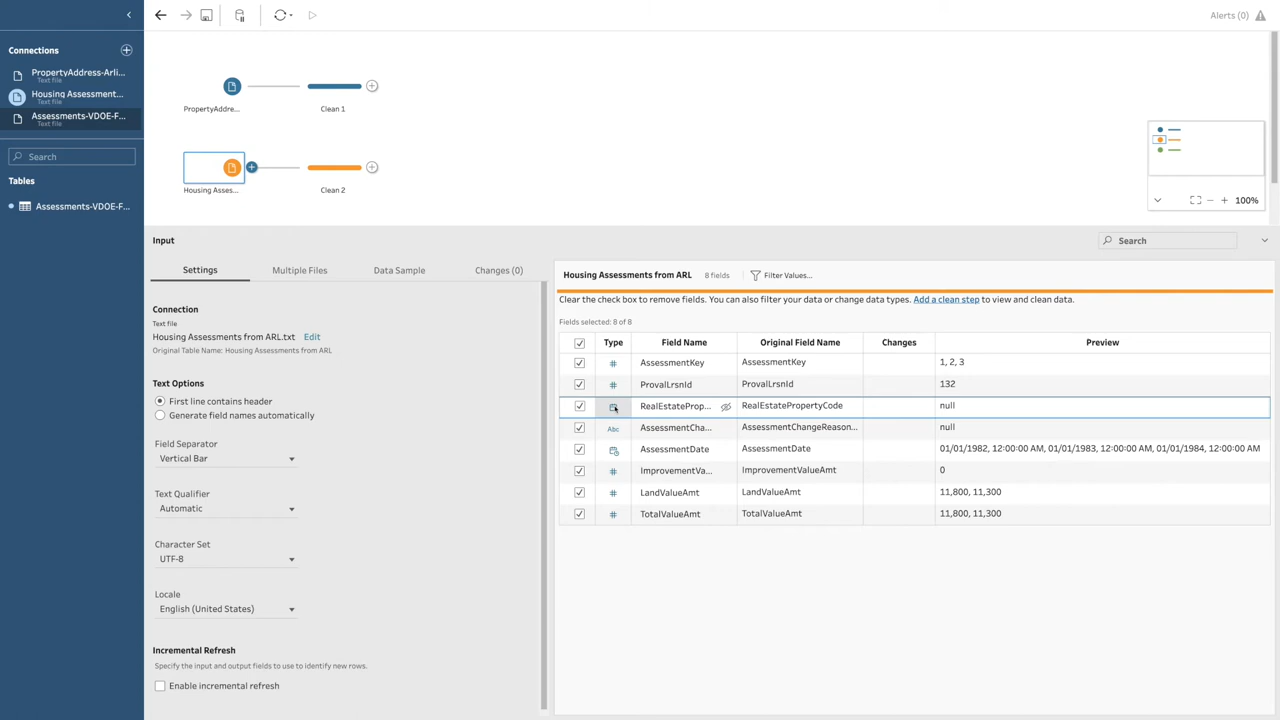 Alerts (0)
Connections
PropertyAddress-Arli...
Text file
Housing Assessment...
Text file
Assessments-VDOE-F...
Text file
Search
Tables
Assessments-VDOE-F...
PropertyAddre...
Clean 1
Housing Asses...
Clean 2
100%
Input
Search
Settings
Multiple Files
Data Sample
Changes (0)
Connection
Text file
Housing Assessments from ARL.txt Edit
Original Table Name: Housing Assessments from ARL
Text Options
First line contains header
Generate field names automatically
Field Separator
Vertical Bar
Text Qualifier
Automatic
Character Set
UTF-8
Locale
English (United States)
Incremental Refresh
Specify the input and output fields to use to identify new rows.
Enable incremental refresh
Housing Assessments from ARL 8 fields Filter Values...
Clear the check box to remove fields. You can also filter your data or change data types. Add a clean step to view and clean data.
Fields selected: 8 of 8
Type Field Name Original Field Name Changes Preview
# AssessmentKey AssessmentKey 1, 2, 3
# ProvalLrsnId ProvalLrsnId 132
RealEstateProp... RealEstatePropertyCode null
Abc AssessmentCha... AssessmentChangeReason... null
AssessmentDate AssessmentDate 01/01/1982, 12:00:00 AM, 01/01/1983, 12:00:00 AM, 01/01/1984, 12:00:00 AM
# ImprovementVa... ImprovementValueAmt 0
# LandValueAmt LandValueAmt 11,800, 11,300
# TotalValueAmt TotalValueAmt 11,800, 11,300